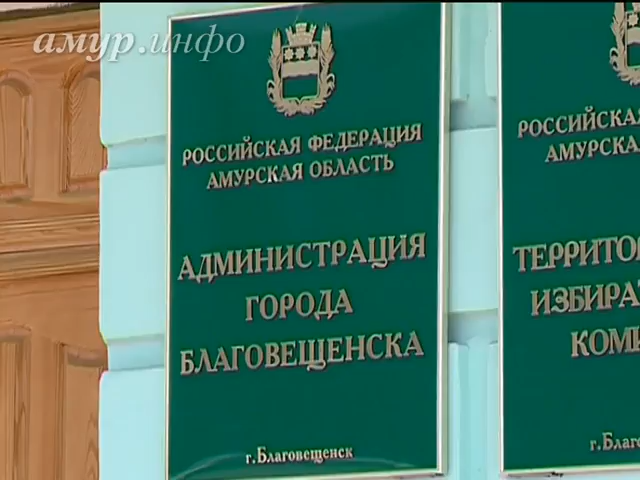 амур.инфо
РОССИЙСКАЯ ФЕДЕРАЦИЯ
АМУРСКАЯ ОБЛАСТЬ
АДМИНИСТРАЦИЯ
ГОРОДА
БЛАГОВЕЩЕНСКА
г.Благовещенск
РОССИЙСКАЯ
АМУРСКАЯ